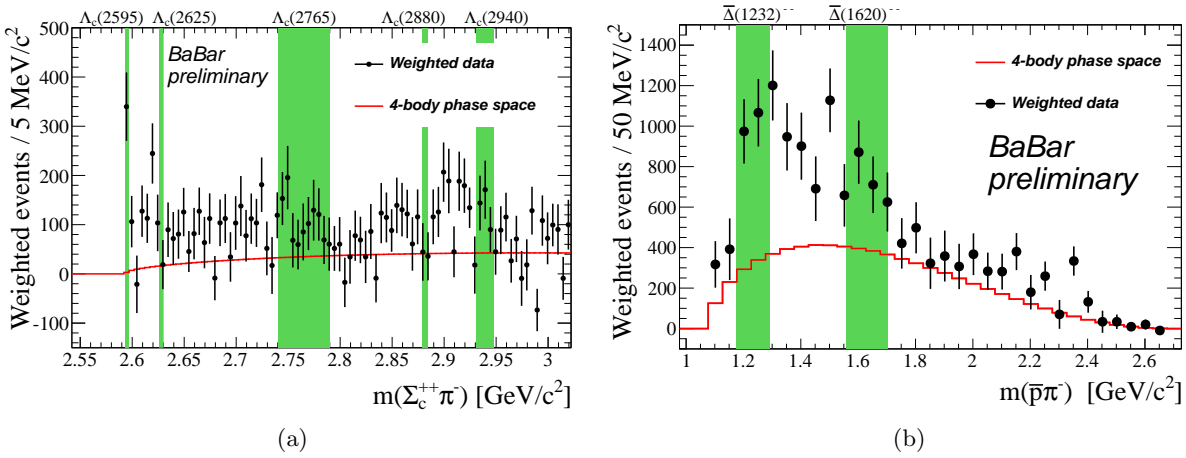 Λc(2595) Λc(2625) Λc(2765) Λc(2880) Λc(2940)
Weighted events / 5 MeV/c²
500
400
300
200
100
0
-100
BaBar
preliminary
Weighted data
4-body phase space
2.55 2.6 2.65 2.7 2.75 2.8 2.85 2.9 2.95 3
m(Σc++π-) [GeV/c²]
(a)
Δ̅(1232)-- Δ̅(1620)--
Weighted events / 50 MeV/c²
1400
1200
1000
800
600
400
200
0
4-body phase space
Weighted data
BaBar
preliminary
1 1.2 1.4 1.6 1.8 2 2.2 2.4 2.6
m(p̅π-) [GeV/c²]
(b)